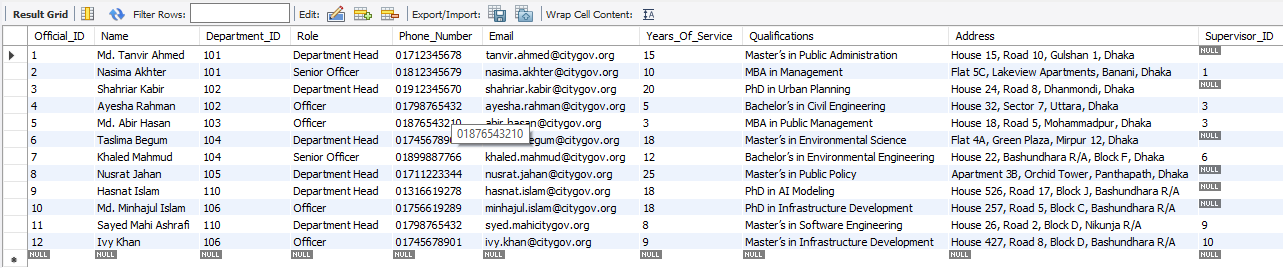 Result Grid Filter Rows: Edit: Export/Import: Wrap Cell Content: IA
Official_ID Name Department_ID Role Phone_Number Email Years_Of_Service Qualifications Address Supervisor_ID
1 Md. Tanvir Ahmed 101 Department Head 01712345678 tanvir.ahmed@citygov.org 15 Master's in Public Administration House 15, Road 10, Gulshan 1, Dhaka NULL
2 Nasima Akhter 101 Senior Officer 01812345679 nasima.akhter@citygov.org 10 MBA in Management Flat 5C, Lakeview Apartments, Banani, Dhaka 1
3 Shahriar Kabir 102 Department Head 01912345670 shahriar.kabir@citygov.org 20 PhD in Urban Planning House 24, Road 8, Dhanmondi, Dhaka NULL
4 Ayesha Rahman 102 Officer 01798765432 ayesha.rahman@citygov.org 5 Bachelor's in Civil Engineering House 32, Sector 7, Uttara, Dhaka 3
5 Md. Abir Hasan 103 Officer 01876543210 abir.hasan@citygov.org 3 MBA in Public Management House 18, Road 5, Mohammadpur, Dhaka 3
01876543210
6 Taslima Begum 104 Department Head egum@citygov.org 18 Master's in Environmental Science Flat 4A, Green Plaza, Mirpur 12, Dhaka NULL
7 Khaled Mahmud 104 Senior Officer 01899887766 khaled.mahmud@citygov.org 12 Bachelor's in Environmental Engineering House 22, Bashundhara R/A, Block F, Dhaka 6
8 Nusrat Jahan 105 Department Head 01711223344 nusrat.jahan@citygov.org 25 Master's in Public Policy Apartment 3B, Orchid Tower, Panthapath, Dhaka NULL
9 Hasnat Islam 110 Department Head 01316619278 hasnat.islam@citygov.org 18 PhD in AI Modeling House 526, Road 17, Block J, Bashundhara R/A NULL
10 Md. Minhajul Islam 106 Officer 01756619289 minhajul.islam@citygov.org 18 PhD in Infrastructure Development House 257, Road 5, Block C, Bashundhara R/A NULL
11 Sayed Mahi Ashrafi 110 Department Head 01798765432 syed.mahicitygov.org 8 Master's in Software Engineering House 26, Road 2, Block D, Nikunja R/A 9
12 Ivy Khan 106 Officer 01745678901 ivy.khan@citygov.org 9 Master's in Infrastructure Development House 427, Road 8, Block D, Bashundhara R/A 10
NULL NULL NULL NULL NULL NULL NULL NULL NULL NULL